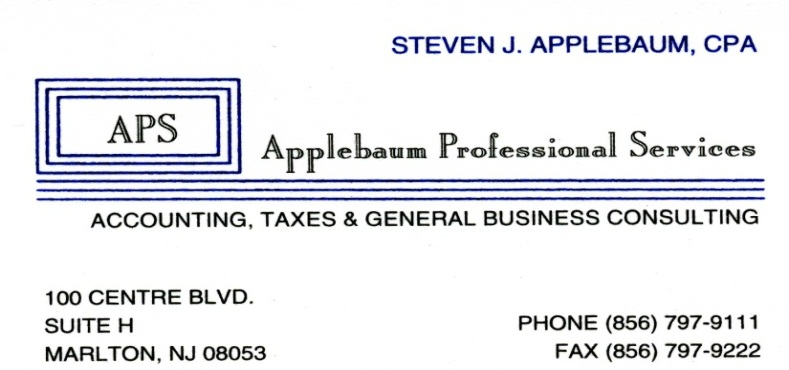 STEVEN J. APPLEBAUM, CPA
APS
Applebaum Professional Services
ACCOUNTING, TAXES & GENERAL BUSINESS CONSULTING
100 CENTRE BLVD.
SUITE H
MARLTON, NJ 08053
PHONE (856) 797-9111
FAX (856) 797-9222